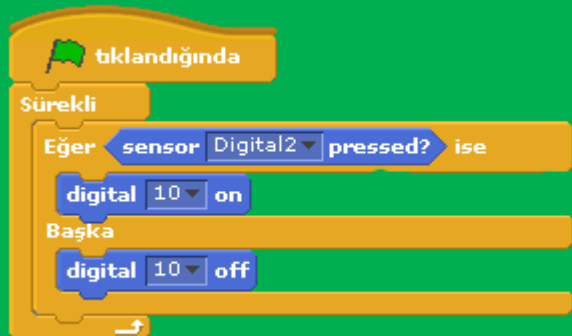 tıklandığında
Sürekli
Eğer sensor Digital2 pressed? ise
digital 10 on
Başka
digital 10 off